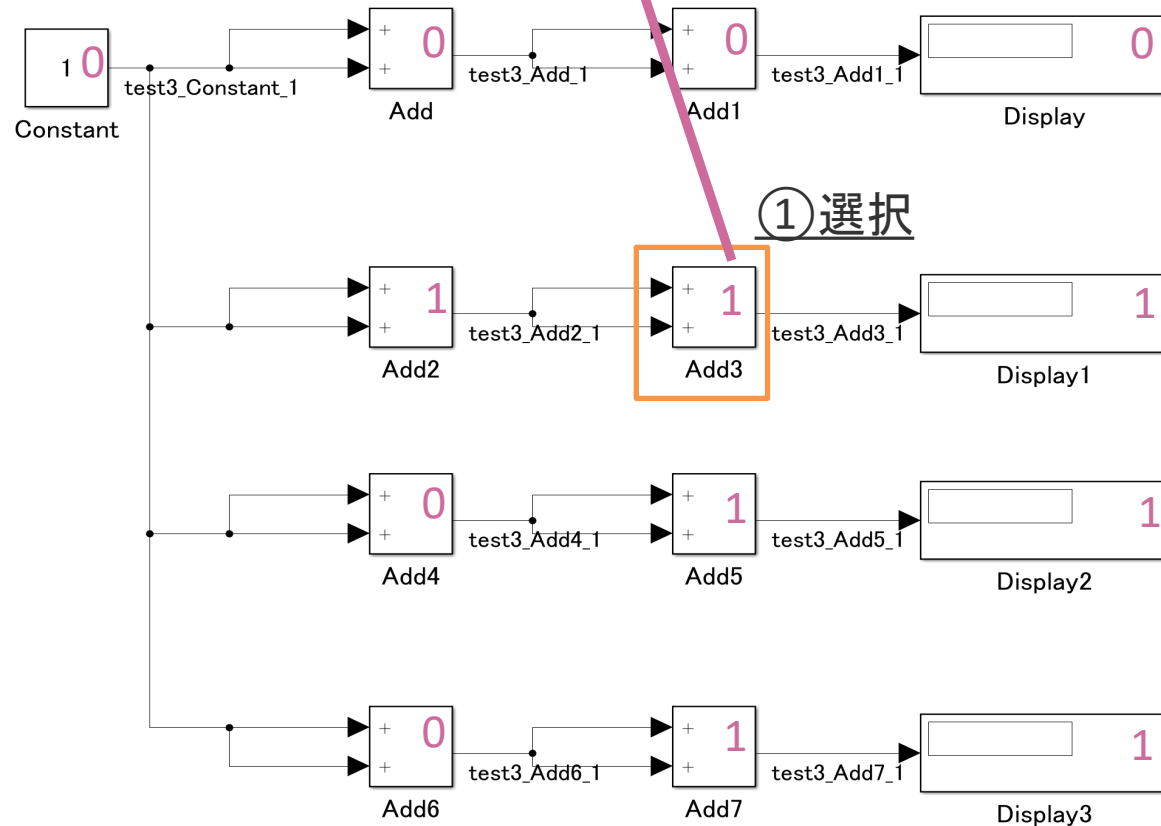 1 0
test3_Constant_1
Constant
+ 0
+
Add
test3_Add_1
+ 0
+
Add1
test3_Add1_1
0
Display
①選択
+ 1
+
Add2
test3_Add2_1
+ 1
+
Add3
test3_Add3_1
1
Display1
+ 0
+
Add4
test3_Add4_1
+ 1
+
Add5
test3_Add5_1
1
Display2
+ 0
+
Add6
test3_Add6_1
+ 1
+
Add7
test3_Add7_1
1
Display3